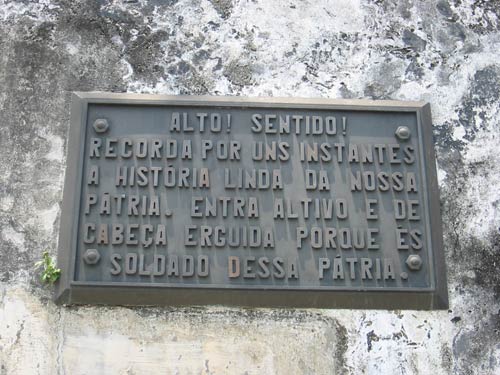 ALTO! SENTIDO!
RECORDA POR UNS INSTANTES
A HISTÓRIA LINDA DA NOSSA
PÁTRIA. ENTRA ALTIVO E DE
CABEÇA ERGUIDA PORQUE ÉS
SOLDADO DESSA PÁTRIA.